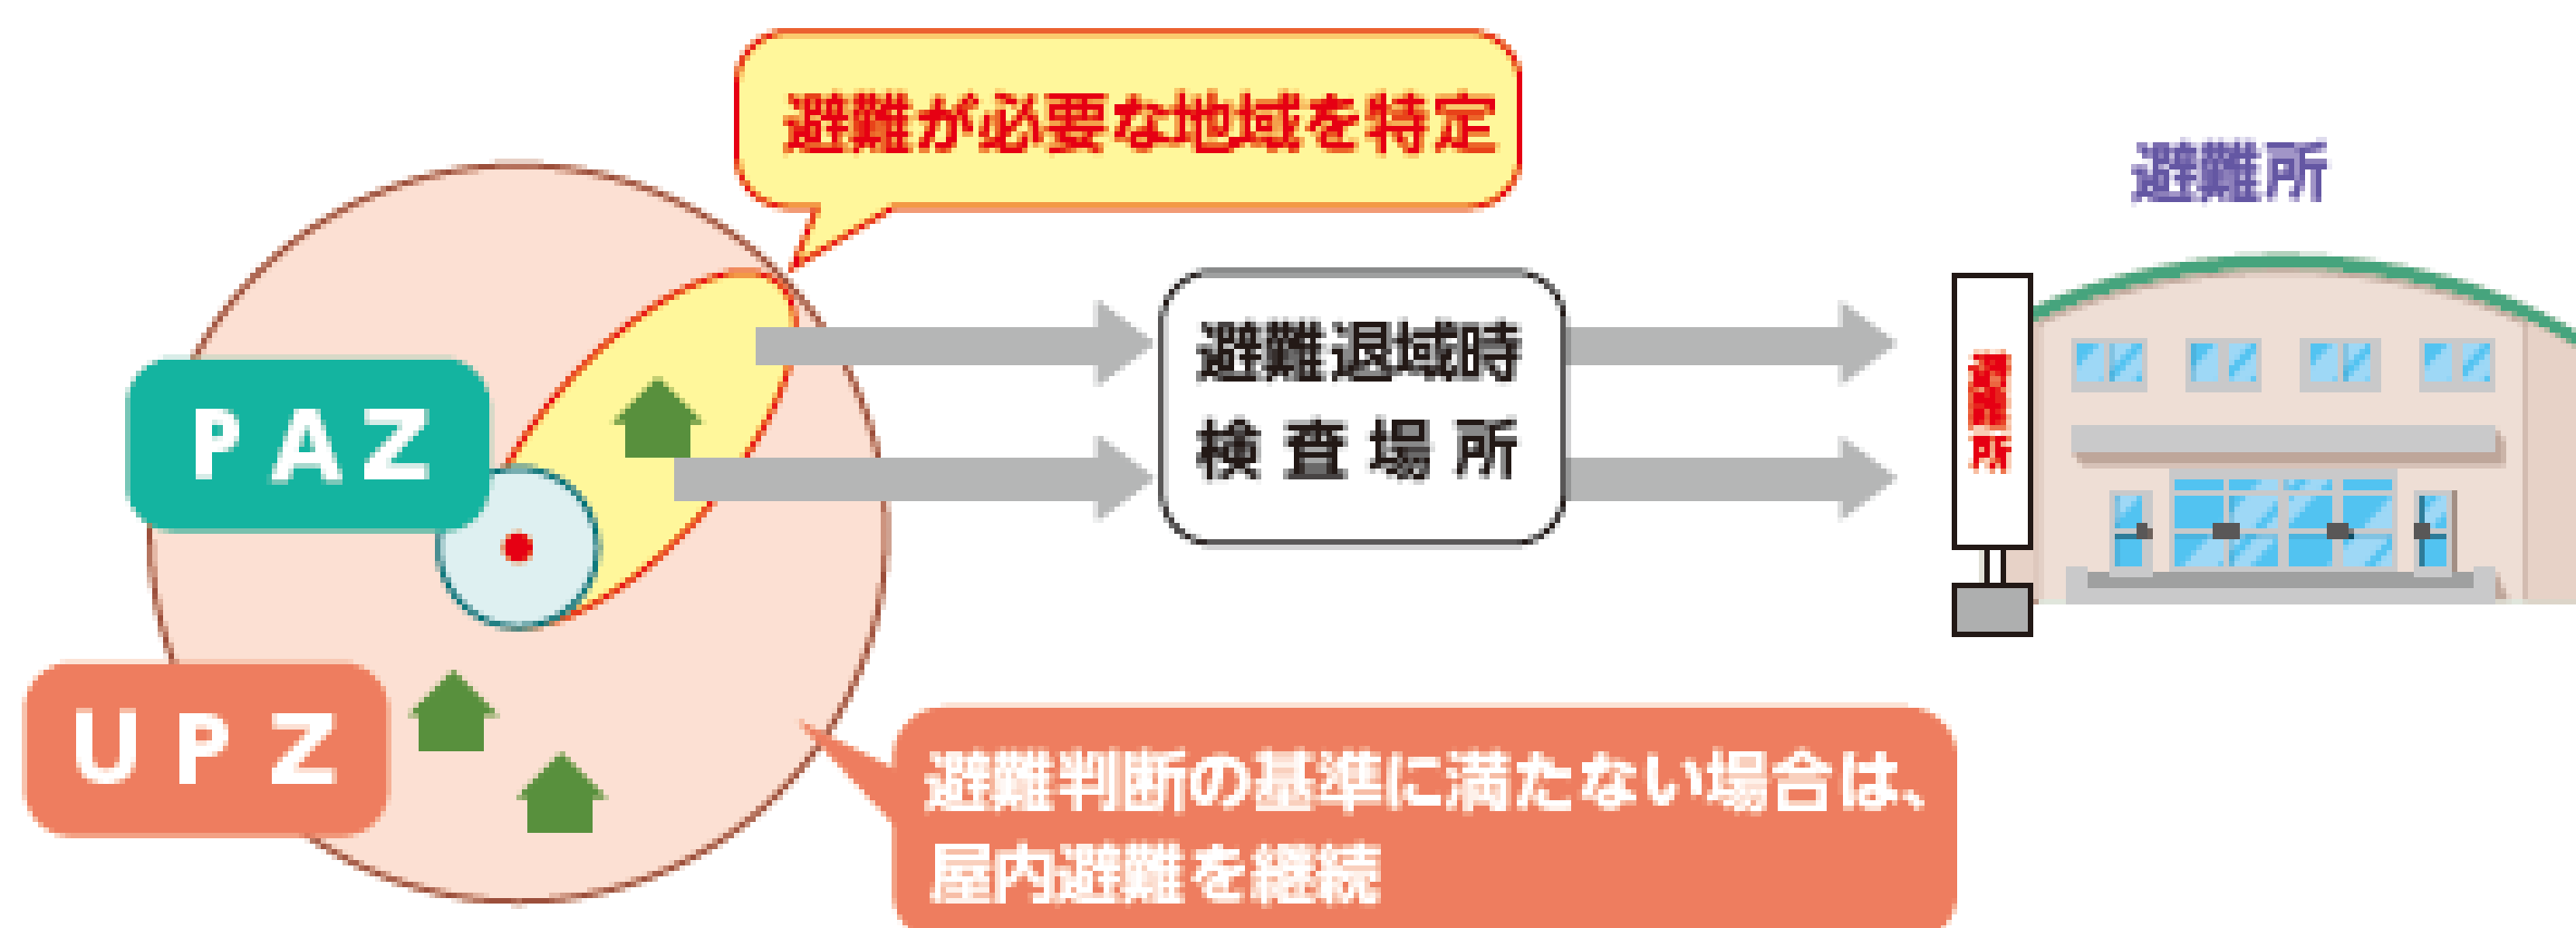 避難が必要な地域を特定
避難所
PAZ
避難退域時
検査場所
避難所
UPZ
避難判断の基準に満たない場合は、
屋内避難を継続